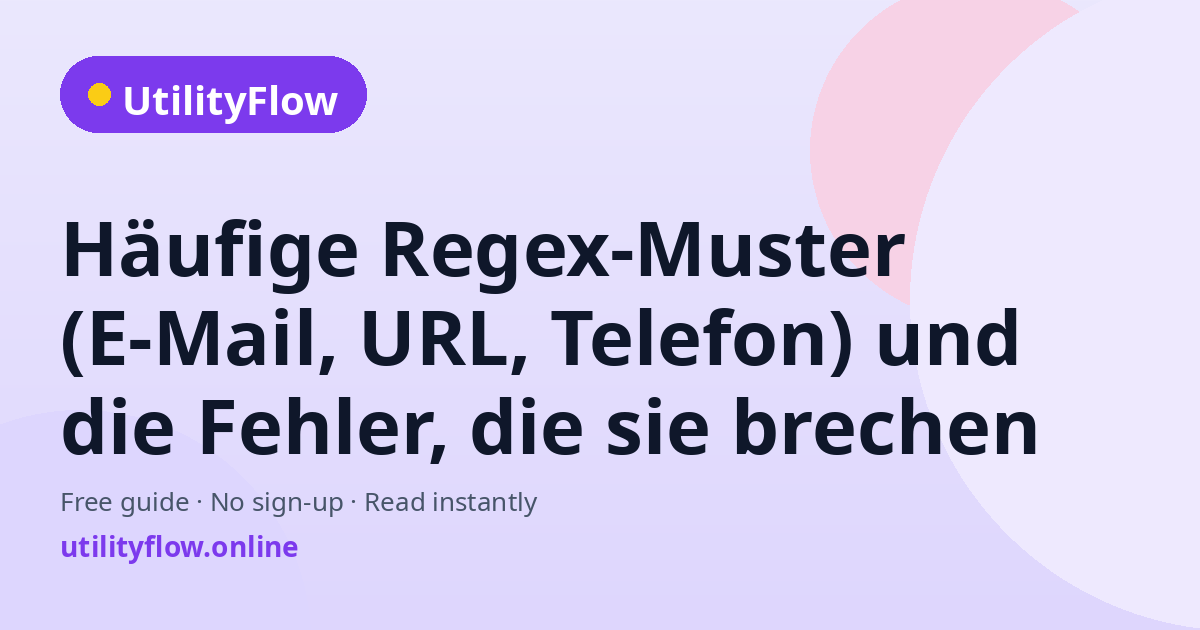 UtilityFlow
Häufige Regex-Muster
(E-Mail, URL, Telefon) und
die Fehler, die sie brechen
Free guide · No sign-up · Read instantly
utilityflow.online